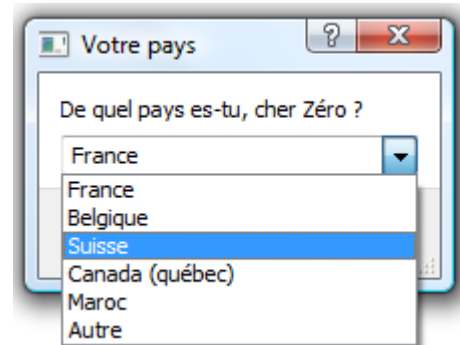 Votre pays
De quel pays es-tu, cher Zéro ?
France
France
Belgique
Suisse
Canada (québec)
Maroc
Autre